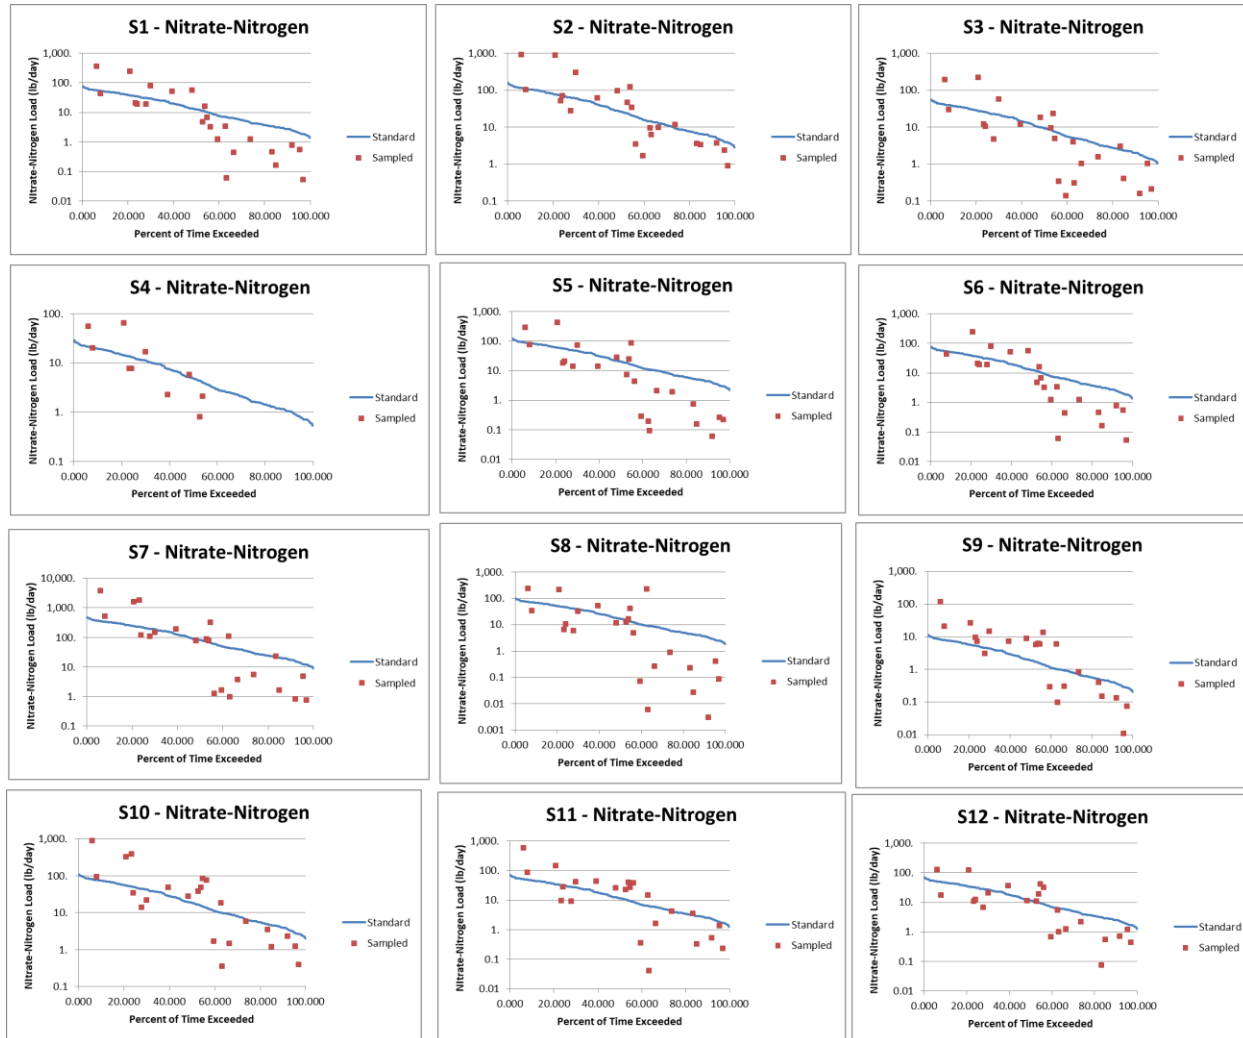 S1 - Nitrate-Nitrogen
Nitrate-Nitrogen Load (lb/day)
1,000.
100.
10.
1.
0.1
0.01
0.000 20.000 40.000 60.000 80.000 100.000
Percent of Time Exceeded
Standard
Sampled
S2 - Nitrate-Nitrogen
Nitrate-Nitrogen Load (lb/day)
1,000.
100.
10.
1.
0.1
0.000 20.000 40.000 60.000 80.000 100.000
Percent of Time Exceeded
Standard
Sampled
S3 - Nitrate-Nitrogen
Nitrate-Nitrogen Load (lb/day)
1,000.
100.
10.
1.
0.1
0.000 20.000 40.000 60.000 80.000 100.000
Percent of Time Exceeded
Standard
Sampled
S4 - Nitrate-Nitrogen
Nitrate-Nitrogen Load (lb/day)
100.
10.
1.
0.1
0.000 20.000 40.000 60.000 80.000 100.000
Percent of Time Exceeded
Standard
Sampled
S5 - Nitrate-Nitrogen
Nitrate-Nitrogen Load (lb/day)
1,000.
100.
10.
1.
0.1
0.01
0.000 20.000 40.000 60.000 80.000 100.000
Percent of Time Exceeded
Standard
Sampled
S6 - Nitrate-Nitrogen
Nitrate-Nitrogen Load (lb/day)
1,000.
100.
10.
1.
0.1
0.01
0.000 20.000 40.000 60.000 80.000 100.000
Percent of Time Exceeded
Standard
Sampled
S7 - Nitrate-Nitrogen
Nitrate-Nitrogen Load (lb/day)
10,000.
1,000.
100.
10.
1.
0.1
0.000 20.000 40.000 60.000 80.000 100.000
Percent of Time Exceeded
Standard
Sampled
S8 - Nitrate-Nitrogen
Nitrate-Nitrogen Load (lb/day)
1,000.
100.
10.
1.
0.1
0.01
0.001
0.000 20.000 40.000 60.000 80.000 100.000
Percent of Time Exceeded
Standard
Sampled
S9 - Nitrate-Nitrogen
Nitrate-Nitrogen Load (lb/day)
1,000.
100.
10.
1.
0.1
0.01
0.000 20.000 40.000 60.000 80.000 100.000
Percent of Time Exceeded
Standard
Sampled
S10 - Nitrate-Nitrogen
Nitrate-Nitrogen Load (lb/day)
1,000.
100.
10.
1.
0.1
0.000 20.000 40.000 60.000 80.000 100.000
Percent of Time Exceeded
Standard
Sampled
S11 - Nitrate-Nitrogen
Nitrate-Nitrogen Load (lb/day)
1,000.
100.
10.
1.
0.1
0.01
0.000 20.000 40.000 60.000 80.000 100.000
Percent of Time Exceeded
Standard
Sampled
S12 - Nitrate-Nitrogen
Nitrate-Nitrogen Load (lb/day)
1,000.
100.
10.
1.
0.1
0.01
0.000 20.000 40.000 60.000 80.000 100.000
Percent of Time Exceeded
Standard
Sampled